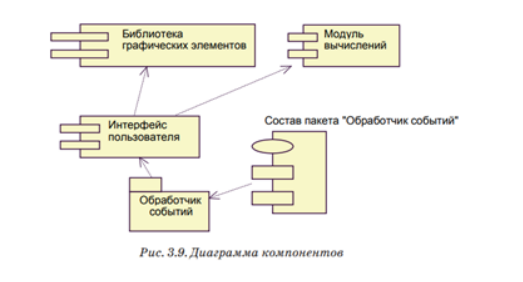 Библиотека
графических элементов
Модуль
вычислений
Интерфейс
пользователя
Состав пакета "Обработчик событий"
Обработчик
событий
Рис. 3.9. Диаграмма компонентов